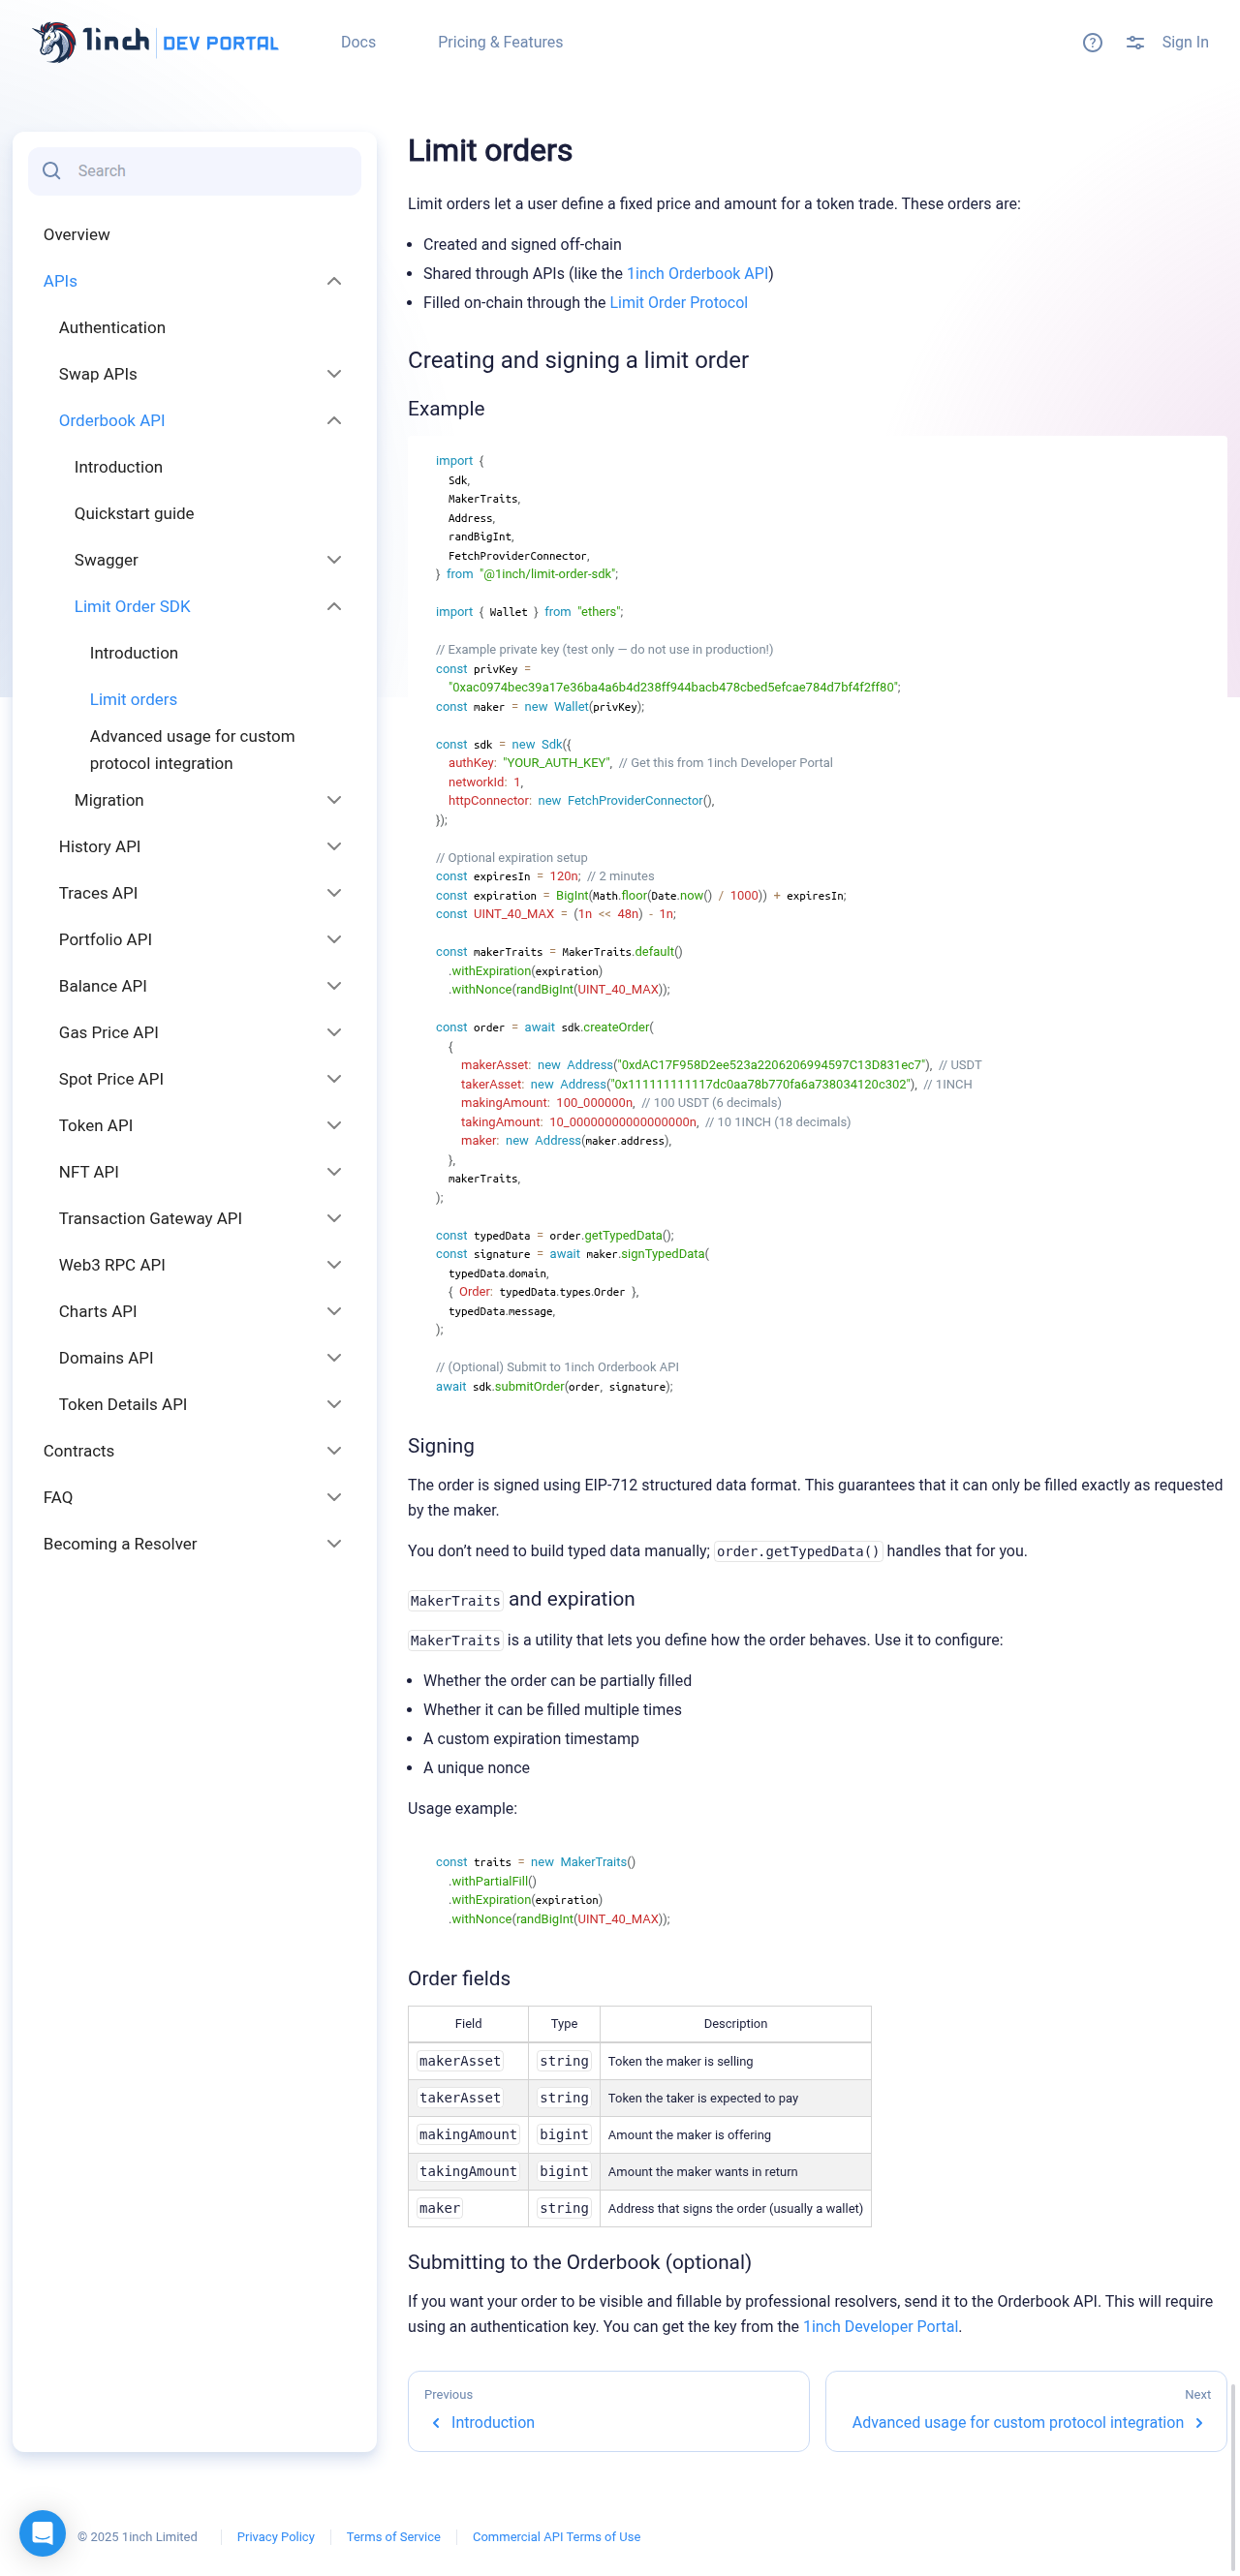 1inch DEV PORTAL
Docs
Pricing & Features
Sign In
Search
Overview
APIs
Authentication
Swap APIs
Orderbook API
Introduction
Quickstart guide
Swagger
Limit Order SDK
Introduction
Limit orders
Advanced usage for custom
protocol integration
Migration
History API
Traces API
Portfolio API
Balance API
Gas Price API
Spot Price API
Token API
NFT API
Transaction Gateway API
Web3 RPC API
Charts API
Domains API
Token Details API
Contracts
FAQ
Becoming a Resolver
Limit orders
Limit orders let a user define a fixed price and amount for a token trade. These orders are:
Created and signed off-chain
Shared through APIs (like the 1inch Orderbook API)
Filled on-chain through the Limit Order Protocol
Creating and signing a limit order
Example
import {
Sdk,
MakerTraits,
Address,
randBigInt,
FetchProviderConnector,
} from "@1inch/limit-order-sdk";
import { Wallet } from "ethers";
// Example private key (test only — do not use in production!)
const privKey =
"0xac0974bec39a17e36ba4a6b4d238ff944bacb478cbed5efcae784d7bf4f2ff80";
const maker = new Wallet(privKey);
const sdk = new Sdk({
authKey: "YOUR_AUTH_KEY", // Get this from 1inch Developer Portal
networkId: 1,
httpConnector: new FetchProviderConnector(),
});
// Optional expiration setup
const expiresIn = 120n; // 2 minutes
const expiration = BigInt(Math.floor(Date.now() / 1000)) + expiresIn;
const UINT_40_MAX = (1n << 48n) - 1n;
const makerTraits = MakerTraits.default()
.withExpiration(expiration)
.withNonce(randBigInt(UINT_40_MAX));
const order = await sdk.createOrder(
{
makerAsset: new Address("0xdAC17F958D2ee523a2206206994597C13D831ec7"), // USDT
takerAsset: new Address("0x111111111117dc0aa78b770fa6a738034120c302"), // 1INCH
makingAmount: 100_000000n, // 100 USDT (6 decimals)
takingAmount: 10_00000000000000000n, // 10 1INCH (18 decimals)
maker: new Address(maker.address),
},
makerTraits,
);
const typedData = order.getTypedData();
const signature = await maker.signTypedData(
typedData.domain,
{ Order: typedData.types.Order },
typedData.message,
);
// (Optional) Submit to 1inch Orderbook API
await sdk.submitOrder(order, signature);
Signing
The order is signed using EIP-712 structured data format. This guarantees that it can only be filled exactly as requested
by the maker.
You don’t need to build typed data manually; order.getTypedData() handles that for you.
MakerTraits and expiration
MakerTraits is a utility that lets you define how the order behaves. Use it to configure:
Whether the order can be partially filled
Whether it can be filled multiple times
A custom expiration timestamp
A unique nonce
Usage example:
const traits = new MakerTraits()
.withPartialFill()
.withExpiration(expiration)
.withNonce(randBigInt(UINT_40_MAX));
Order fields
Field Type Description
makerAsset string Token the maker is selling
takerAsset string Token the taker is expected to pay
makingAmount bigint Amount the maker is offering
takingAmount bigint Amount the maker wants in return
maker string Address that signs the order (usually a wallet)
Submitting to the Orderbook (optional)
If you want your order to be visible and fillable by professional resolvers, send it to the Orderbook API. This will require
using an authentication key. You can get the key from the 1inch Developer Portal.
Previous
Introduction
Next
Advanced usage for custom protocol integration
© 2025 1inch Limited
Privacy Policy
Terms of Service
Commercial API Terms of Use